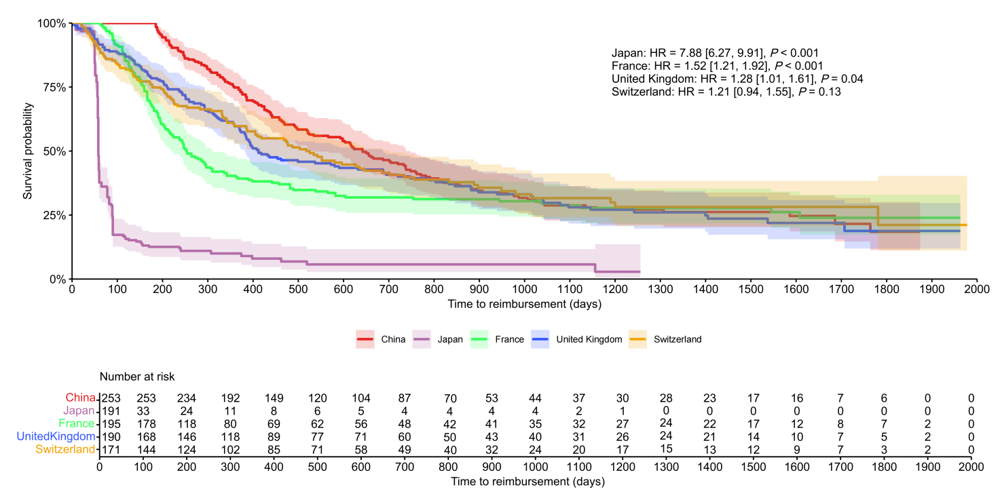 100%
75%
50%
25%
0%
Survival probability
Japan: HR = 7.88 [6.27, 9.91], P < 0.001
France: HR = 1.52 [1.21, 1.92], P < 0.001
United Kingdom: HR = 1.28 [1.01, 1.61], P = 0.04
Switzerland: HR = 1.21 [0.94, 1.55], P = 0.13
0 100 200 300 400 500 600 700 800 900 1000 1100 1200 1300 1400 1500 1600 1700 1800 1900 2000
Time to reimbursement (days)
China Japan France United Kingdom Switzerland
Number at risk
China 253 253 234 192 149 120 104 87 70 53 44 37 30 28 23 17 16 7 6 0 0
Japan 191 33 24 11 8 6 5 4 4 4 4 2 1 0 0 0 0 0 0 0 0
France 195 178 118 80 69 62 56 48 42 41 35 32 27 24 22 17 12 8 7 2 0
UnitedKingdom 190 168 146 118 89 77 71 60 50 43 40 31 26 24 21 14 10 7 5 2 0
Switzerland 171 144 124 102 85 71 58 49 40 32 24 20 17 15 13 12 9 7 3 2 0
0 100 200 300 400 500 600 700 800 900 1000 1100 1200 1300 1400 1500 1600 1700 1800 1900 2000
Time to reimbursement (days)